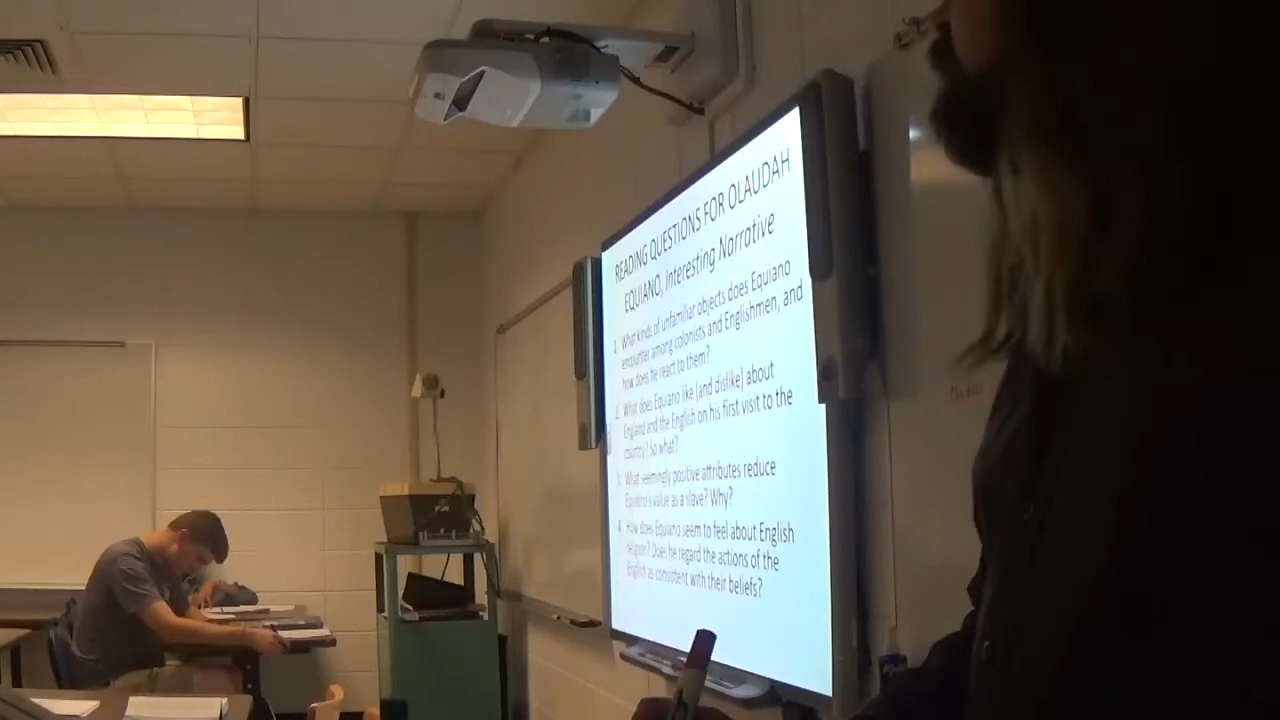 READING QUESTIONS FOR OLAUDAH
EQUIANO, Interesting Narrative
1. What kinds of unfamiliar objects does Equiano
encounter among colonists and Englishmen, and
how does he react to them?
2. What does Equiano like (and dislike) about
England and the English on his first visit to the
country? So what?
3. What seemingly positive attributes reduce
Equiano's value as a slave? Why?
4. How does Equiano seem to feel about English
religion? Does he regard the actions of the
English as consistent with their beliefs?